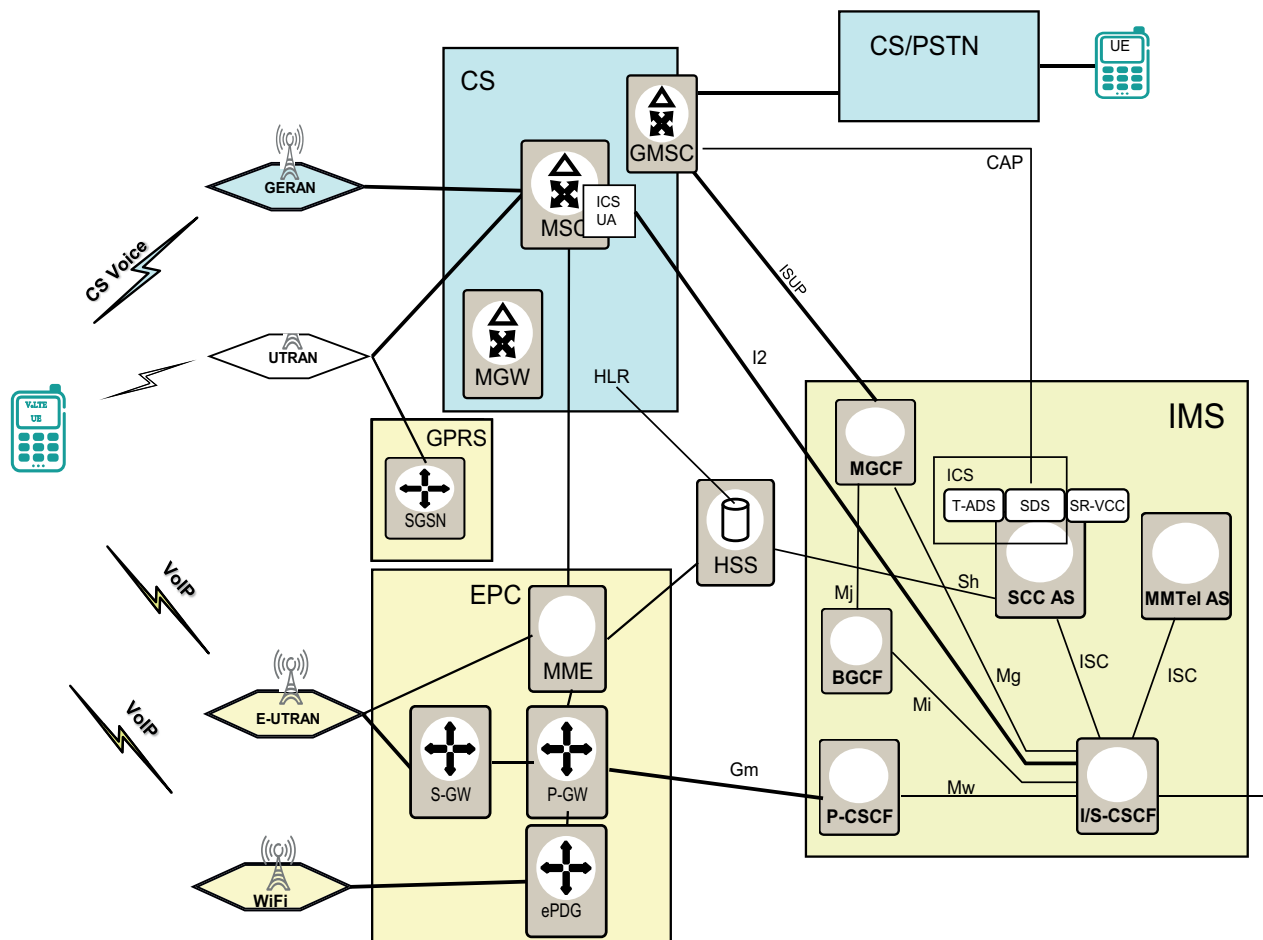 CS/PSTN
UE
CS
GMSC
CAP
GERAN
ICS
UA
MSC
CS Voice
ISUP
UTRAN
I2
MGW
HLR
IMS
VoLTE
UE
GPRS
MGCF
ICS
SGSN
T-ADS
SDS
SR-VCC
HSS
VoIP
Sh
EPC
Mj
SCC AS
MMTel AS
MME
BGCF
ISC
ISC
Mg
E-UTRAN
Mi
VoIP
Gm
S-GW
P-GW
Mw
P-CSCF
I/S-CSCF
WiFi
ePDG